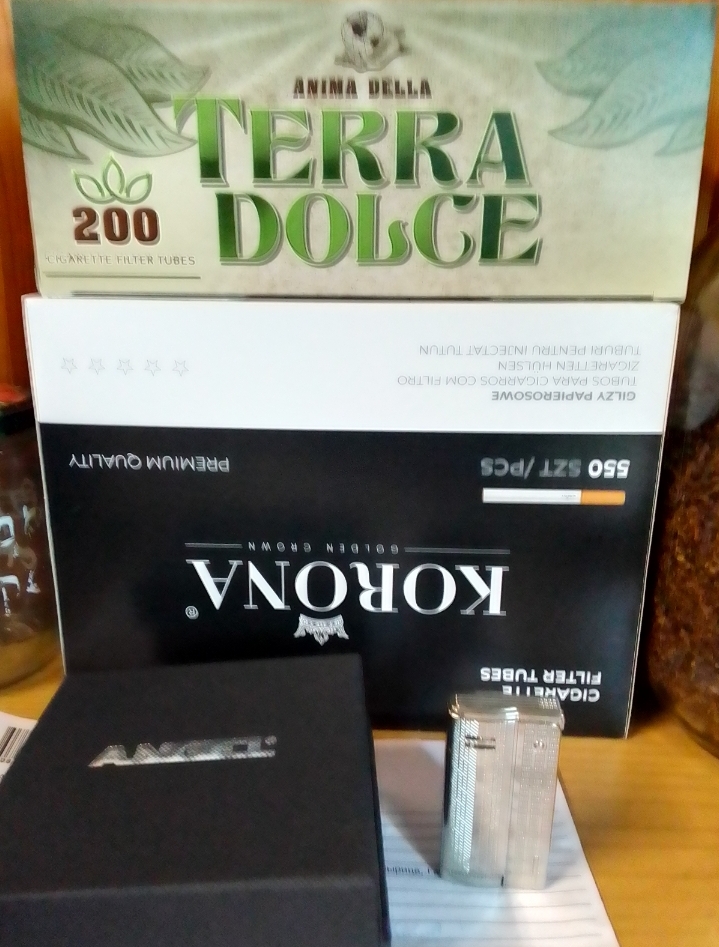 ANIMA DELLA
TERRA
DOLCE
200
CIGARETTE FILTER TUBES
CIGARETTE
FILTER TUBES
KORONA®
GOLDEN CROWN
550 SZT/PCS
PREMIUM QUALITY
GILZY PAPIEROSOWE
TUBOS PARA CIGARROS COM FILTRO
ZIGARETTEN HÜLSEN
TUBURI PENTRU INJECTAT TUTUN